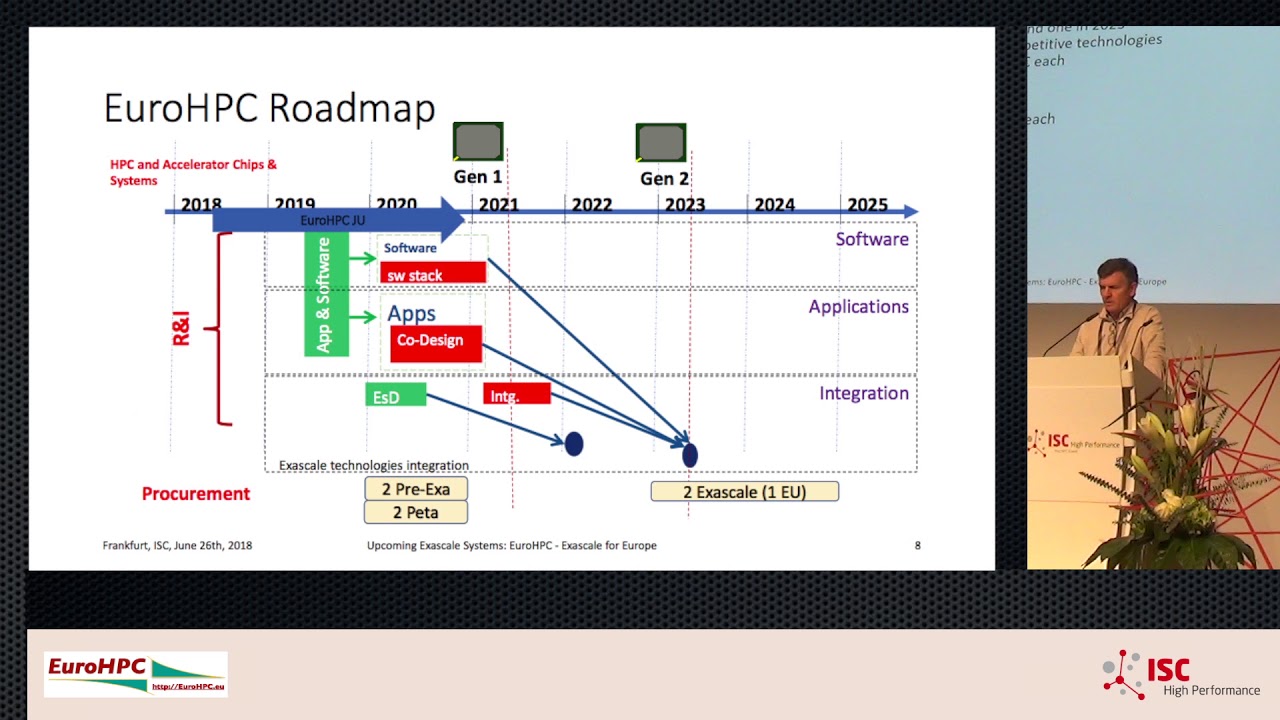 EuroHPC Roadmap
HPC and Accelerator Chips &
Systems
Gen 1
Gen 2
2018
2019
2020
2021
2022
2023
2024
2025
EuroHPC JU
Software
Software
sw stack
App & Software
R&I
Applications
Apps
Co-Design
Integration
EsD
Intg.
Exascale technologies integration
Procurement
2 Pre-Exa
2 Peta
2 Exascale (1 EU)
Frankfurt, ISC, June 26th, 2018
Upcoming Exascale Systems: EuroHPC - Exascale for Europe
8
one in 2023
petitive technologies
each
each
ems: EuroHPC - Ex
Europe
ISC High Performance
EuroHPC
http://EuroHPC.eu
ISC
High Performance